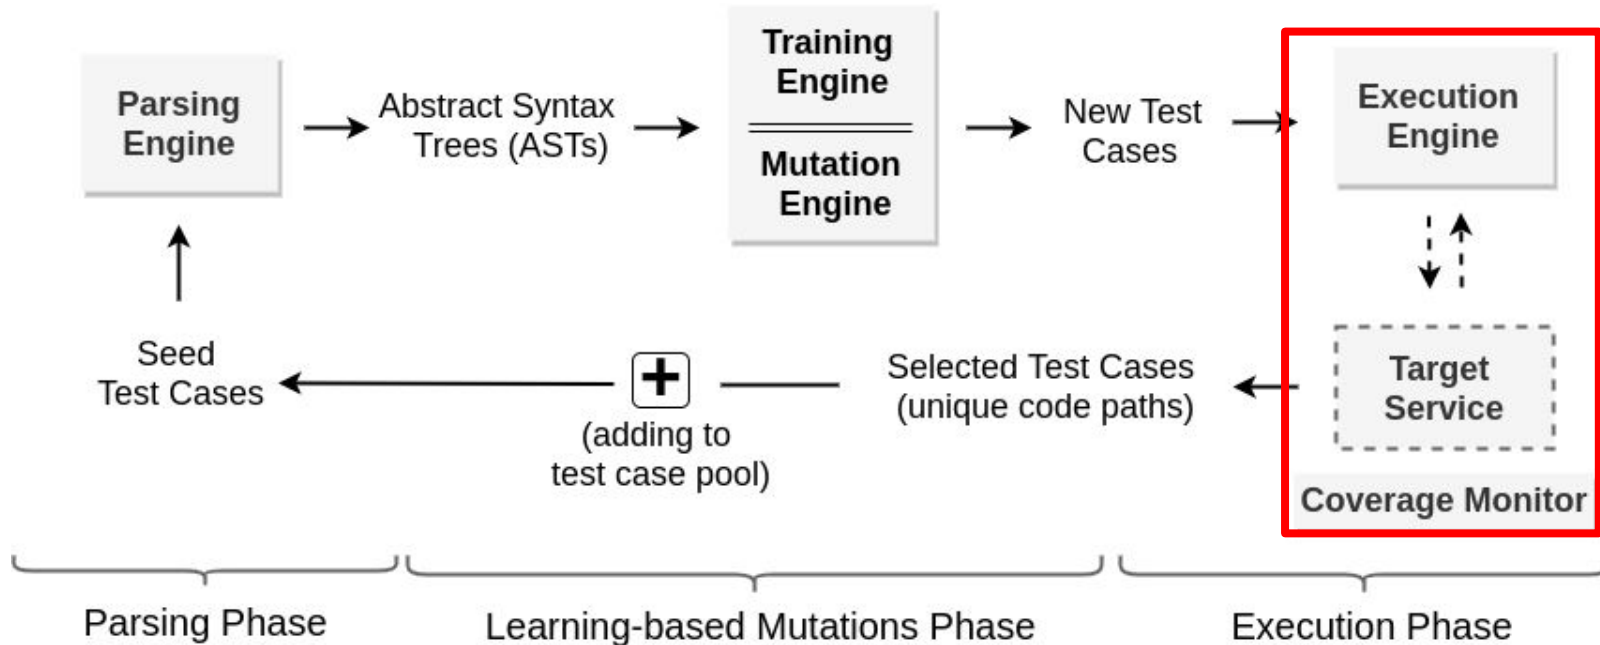 Parsing
Engine
Abstract Syntax
Trees (ASTs)
Training
Engine
Mutation
Engine
New Test
Cases
Execution
Engine
Target
Service
Coverage Monitor
Selected Test Cases
(unique code paths)
+
(adding to
test case pool)
Seed
Test Cases
Parsing Phase
Learning-based Mutations Phase
Execution Phase